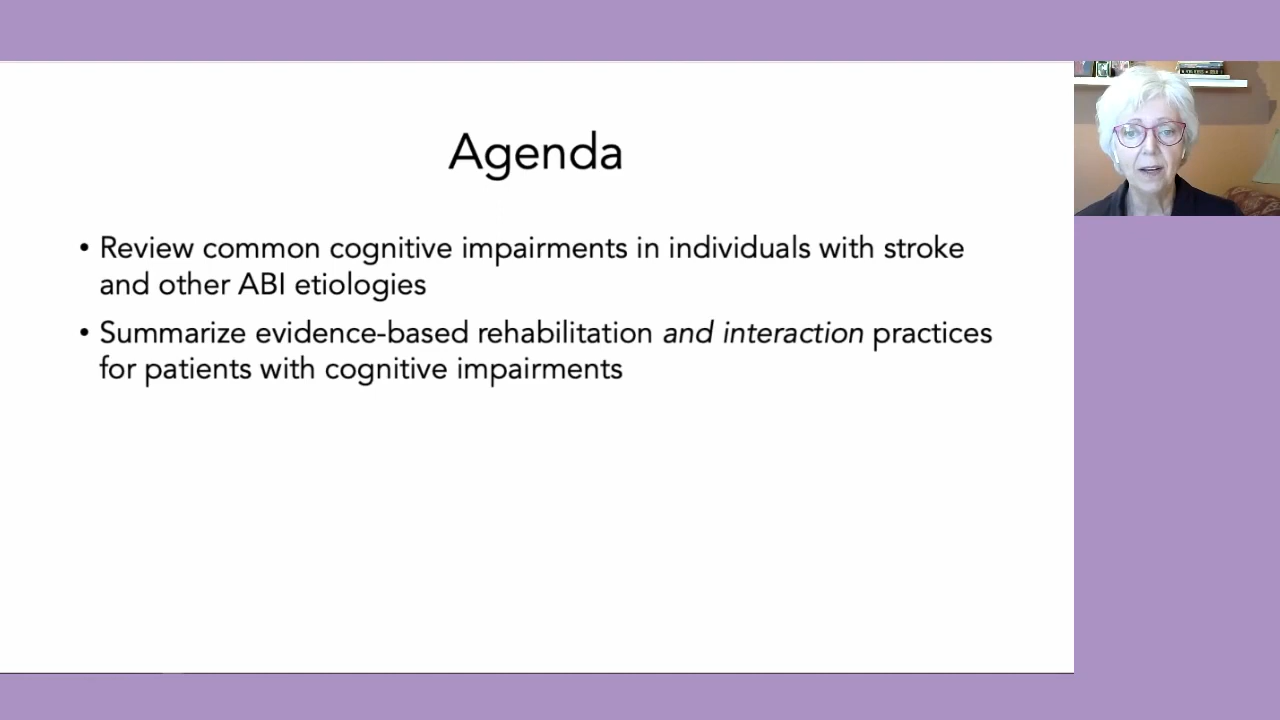 Agenda
• Review common cognitive impairments in individuals with stroke
and other ABI etiologies
• Summarize evidence-based rehabilitation and interaction practices
for patients with cognitive impairments